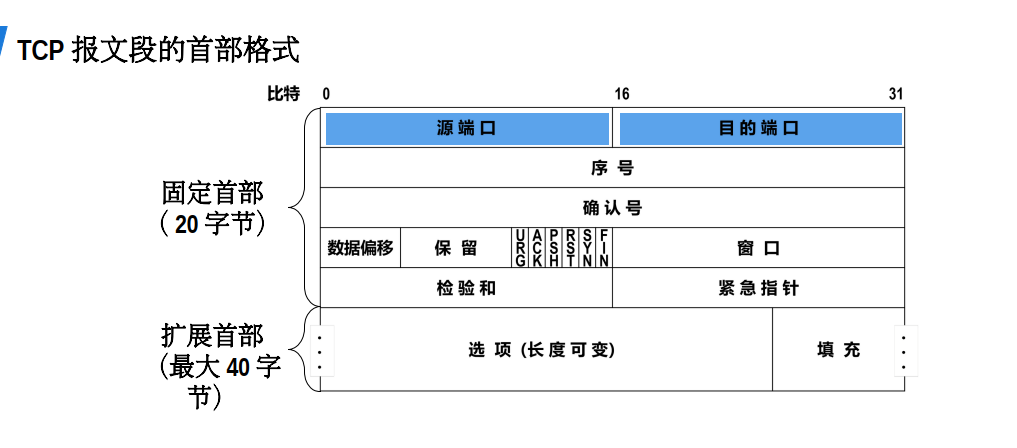 TCP 报文段的首部格式
比特 0 16 31
源端口 目的端口
序 号
确认号
固定首部
（ 20 字节）
数据偏移 保 留 URG ACK PSH RST SYN FIN 窗 口
检验和 紧急指针
扩展首部
（最大 40 字
节）
选 项 (长度可变) 填 充